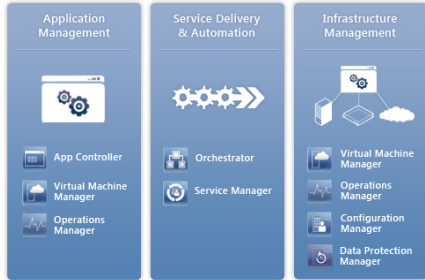 Application
Management
App Controller
Virtual Machine
Manager
Operations
Manager
Service Delivery
& Automation
Orchestrator
Service Manager
Infrastructure
Management
Virtual Machine
Manager
Operations
Manager
Configuration
Manager
Data Protection
Manager